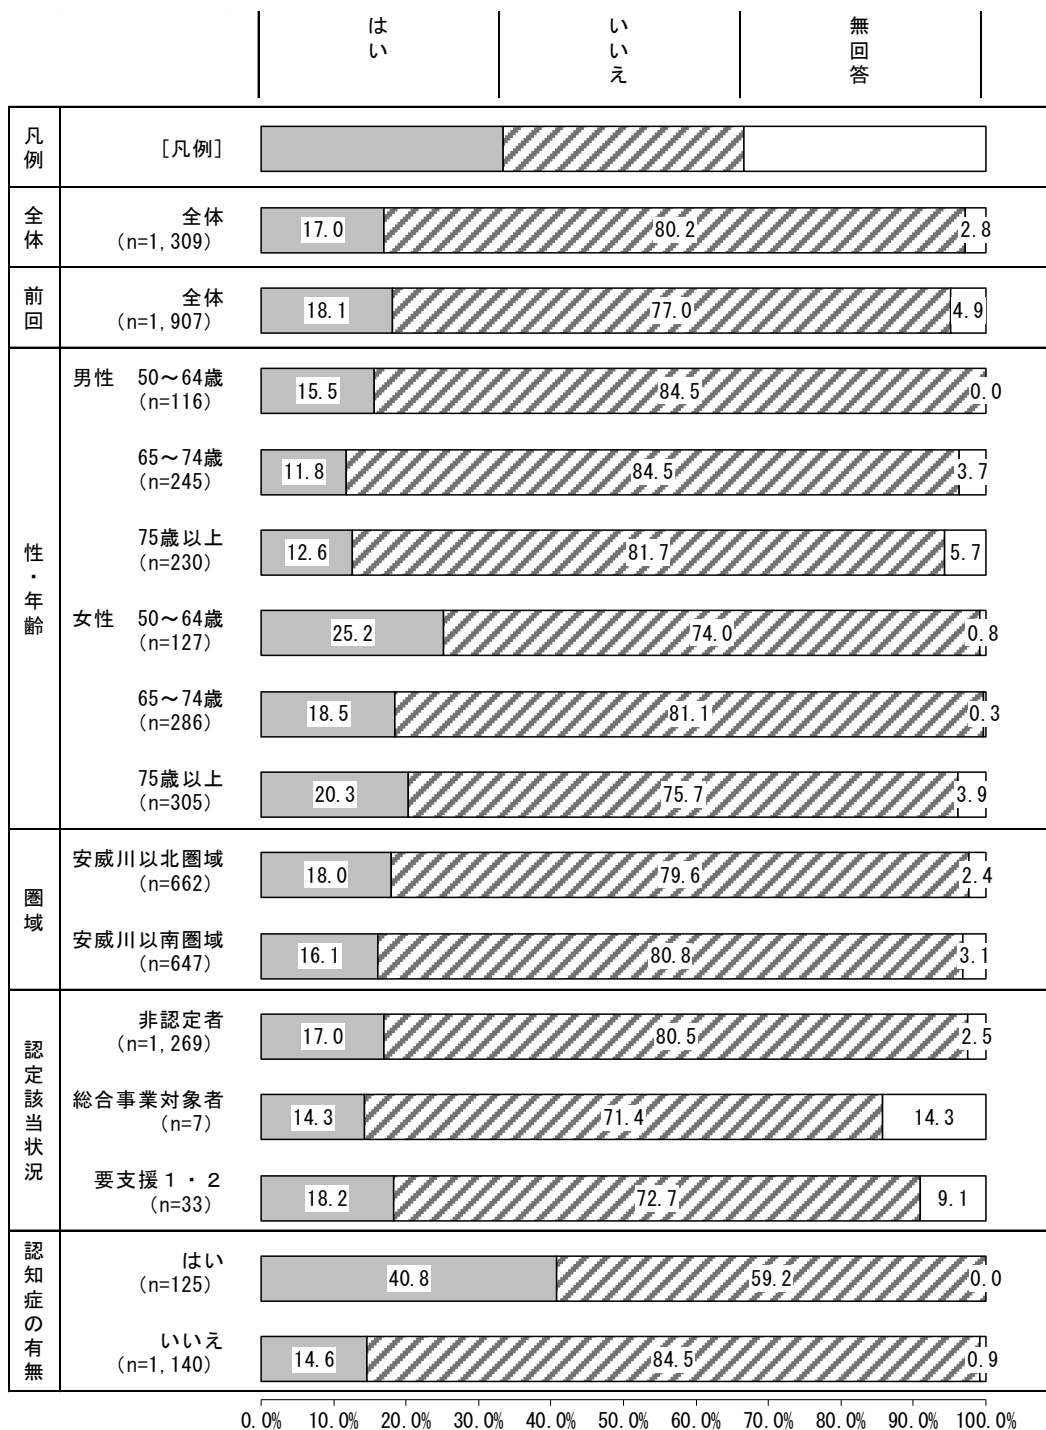 はい
いいえ
無回答
凡例
[凡例]
全体
全体
(n=1,309)
17.0
80.2
2.8
前回
全体
(n=1,907)
18.1
77.0
4.9
性・年齢
男性　50～64歳
(n=116)
15.5
84.5
0.0
65～74歳
(n=245)
11.8
84.5
3.7
75歳以上
(n=230)
12.6
81.7
5.7
女性　50～64歳
(n=127)
25.2
74.0
0.8
65～74歳
(n=286)
18.5
81.1
0.3
75歳以上
(n=305)
20.3
75.7
3.9
圏域
安威川以北圏域
(n=662)
18.0
79.6
2.4
安威川以南圏域
(n=647)
16.1
80.8
3.1
認定該当状況
非認定者
(n=1,269)
17.0
80.5
2.5
総合事業対象者
(n=7)
14.3
71.4
14.3
要支援１・２
(n=33)
18.2
72.7
9.1
認知症の有無
はい
(n=125)
40.8
59.2
0.0
いいえ
(n=1,140)
14.6
84.5
0.9
0.0% 10.0% 20.0% 30.0% 40.0% 50.0% 60.0% 70.0% 80.0% 90.0% 100.0%